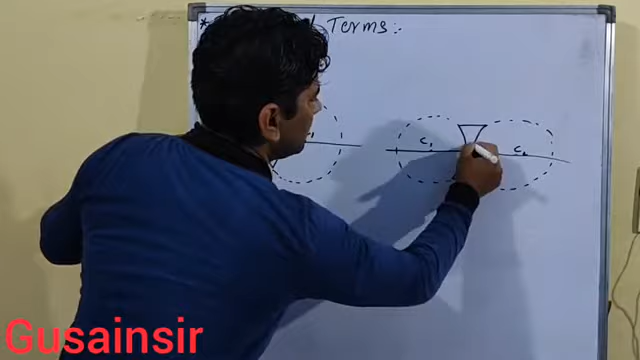 * Terms:-
C₁ C₂
Gusainsir